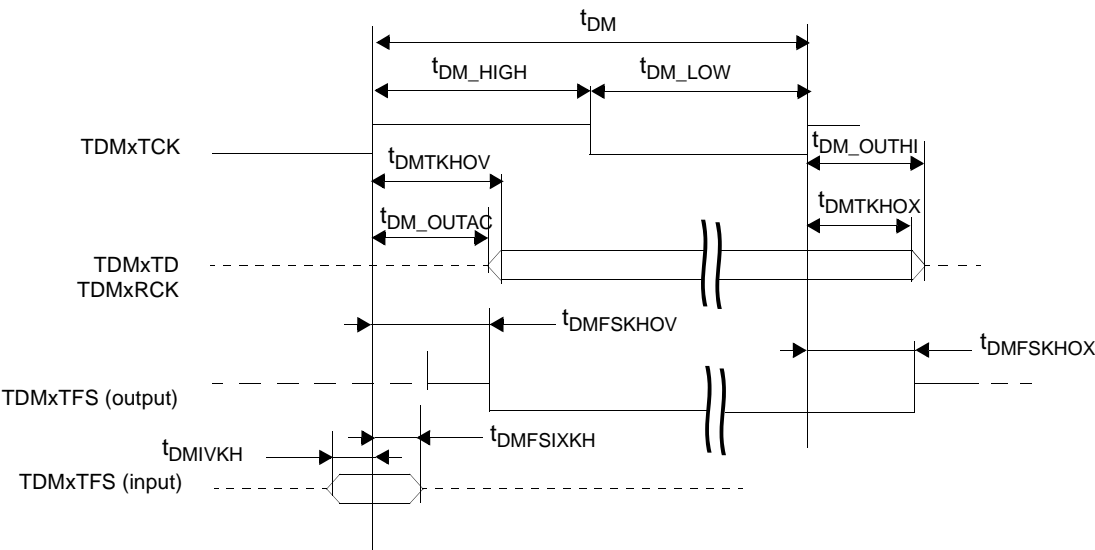 tDM
tDM_HIGH
tDM_LOW
TDMxTCK
tDM_OUTHI
tDMTKHOV
tDMTKHOX
tDM_OUTAC
TDMxTD
TDMxRCK
tDMFSKHOV
tDMFSKHOX
TDMxTFS (output)
tDMFSIXKH
tDMIVKH
TDMxTFS (input)